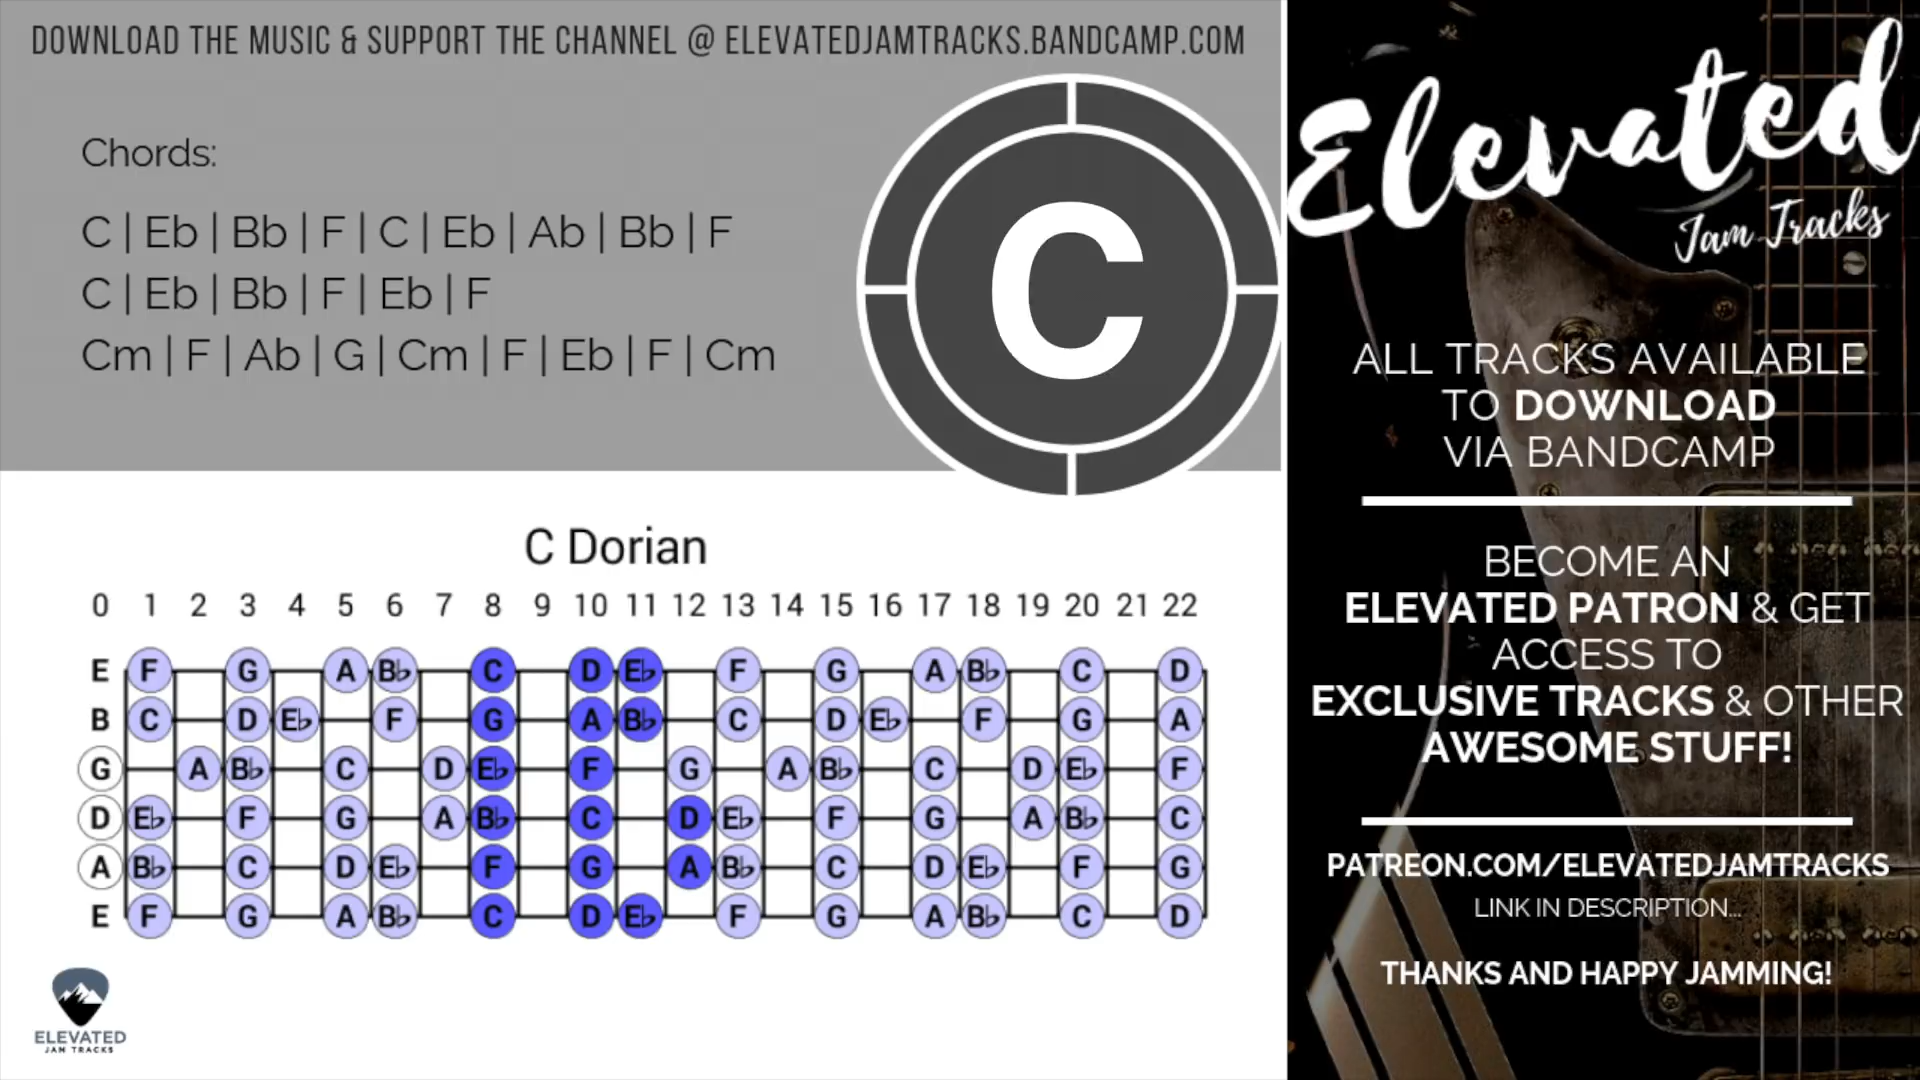 DOWNLOAD THE MUSIC & SUPPORT THE CHANNEL @ ELEVATEDJAMTRACKS.BANDCAMP.COM
Chords:
C | Eb | Bb | F | C | Eb | Ab | Bb | F
C | Eb | Bb | F | Eb | F
Cm | F | Ab | G | Cm | F | Eb | F | Cm
C
C Dorian
0 1 2 3 4 5 6 7 8 9 10 11 12 13 14 15 16 17 18 19 20 21 22
E F G A B♭ C D E♭ F G A B♭ C D
B C D E♭ F G A B♭ C D E♭ F G A
G A B♭ C D E♭ F G A B♭ C D E♭ F
D E♭ F G A B♭ C D E♭ F G A B♭ C
A B♭ C D E♭ F G A B♭ C D E♭ F G
E F G A B♭ C D E♭ F G A B♭ C D
ELEVATED
JAM TRACKS
Elevated
Jam Tracks
ALL TRACKS AVAILABLE
TO DOWNLOAD
VIA BANDCAMP
BECOME AN
ELEVATED PATRON & GET
ACCESS TO
EXCLUSIVE TRACKS & OTHER
AWESOME STUFF!
PATREON.COM/ELEVATEDJAMTRACKS
LINK IN DESCRIPTION...
THANKS AND HAPPY JAMMING!